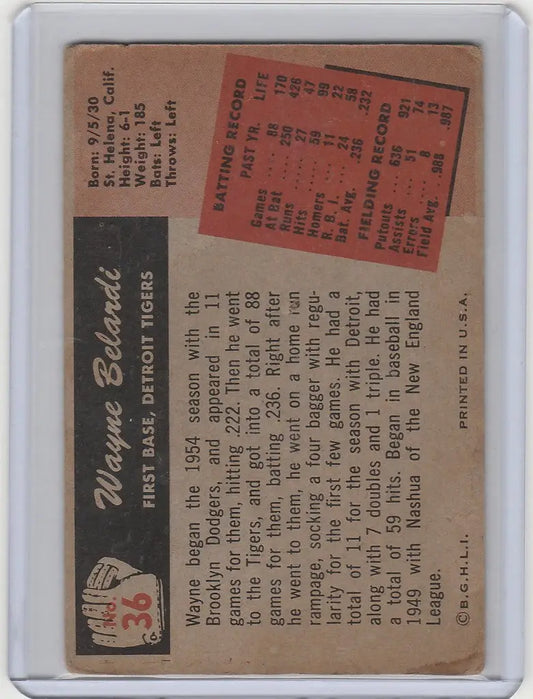 No.
36
Wayne Belardi
FIRST BASE, DETROIT TIGERS
Born: 9/5/30
St. Helena, Calif.
Height: 6-1
Weight: 185
Bats: Left
Throws: Left
Wayne began the 1954 season with the
Brooklyn Dodgers, and appeared in 11
games for them, hitting .222. Then he went
to the Tigers, and got into a total of 88
games for them, batting .236. Right after
he went to them, he went on a home run
rampage, socking a four bagger with regu-
larity for the first few games. He had a
total of 11 for the season with Detroit,
along with 7 doubles and 1 triple. He had
a total of 59 hits. Began in baseball in
1949 with Nashua of the New England
League.
BATTING RECORD
PAST YR. LIFE
Games .... 88 170
At Bat .... 250 426
Runs .... 27 47
Hits .... 59 99
Homers .... 11 22
R. B. I. .... 24 58
Bat. Avg. .... .236 .232
FIELDING RECORD
Putouts .... 636 921
Assists .... 51 74
Errors .... 8 13
Field Avg. .... .988 .987
© B.G.H.L.I. PRINTED IN U.S.A.